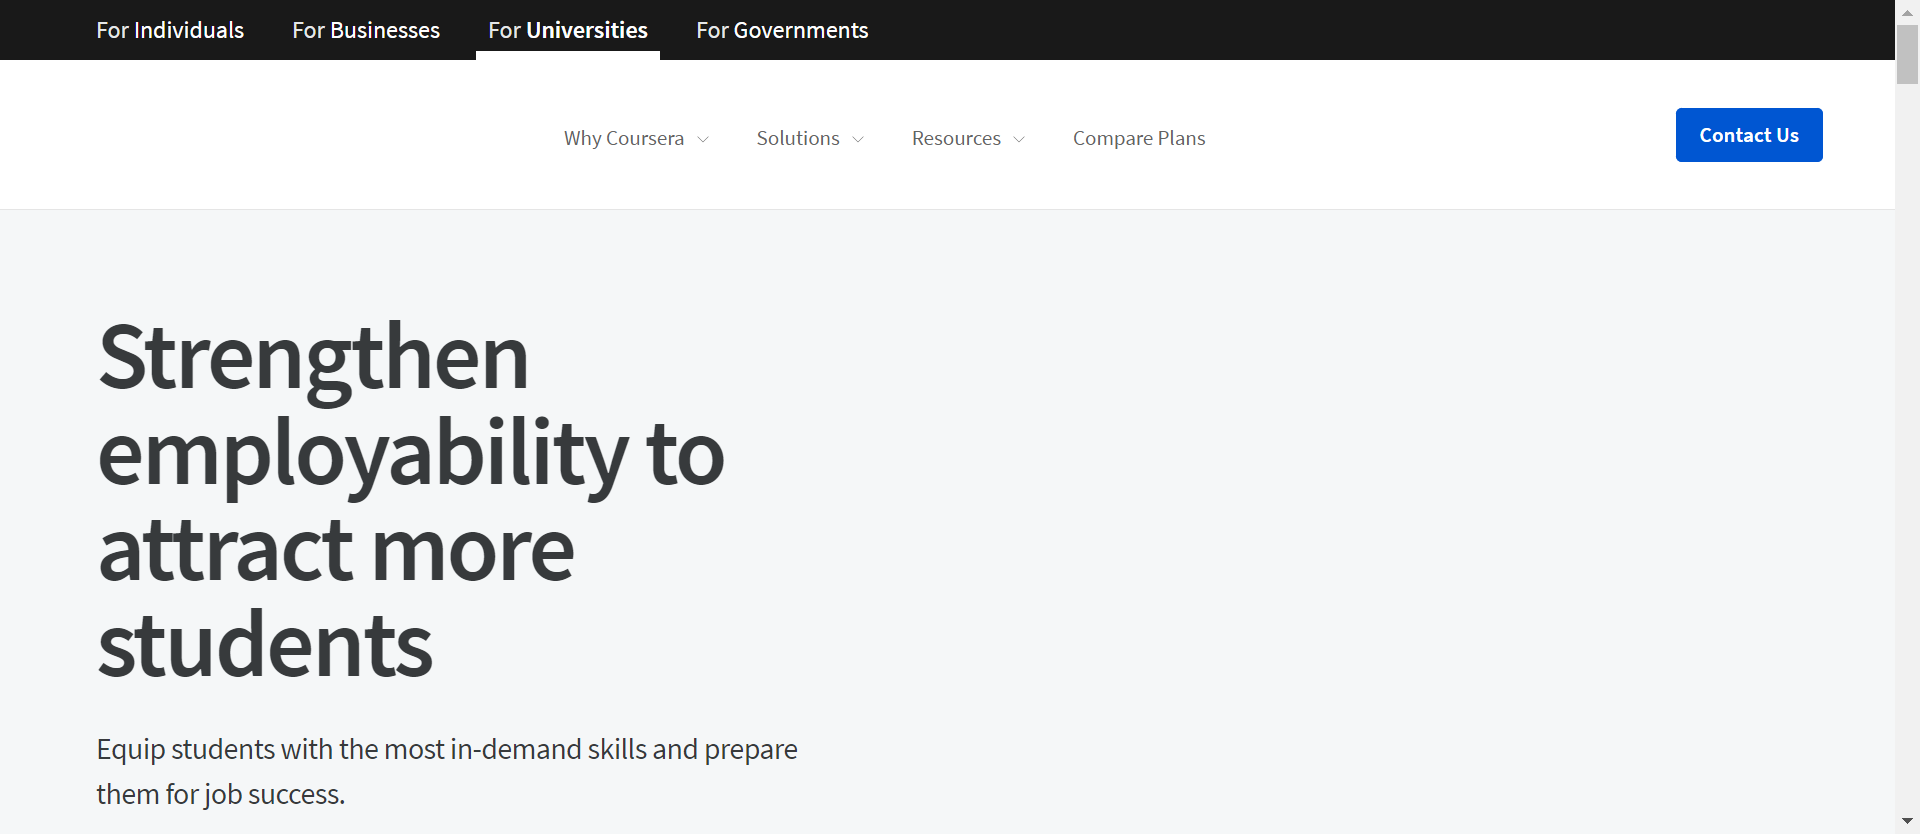 For Individuals For Businesses For Universities For Governments
Why Coursera Solutions Resources Compare Plans Contact Us
Strengthen
employability to
attract more
students
Equip students with the most in-demand skills and prepare
them for job success.